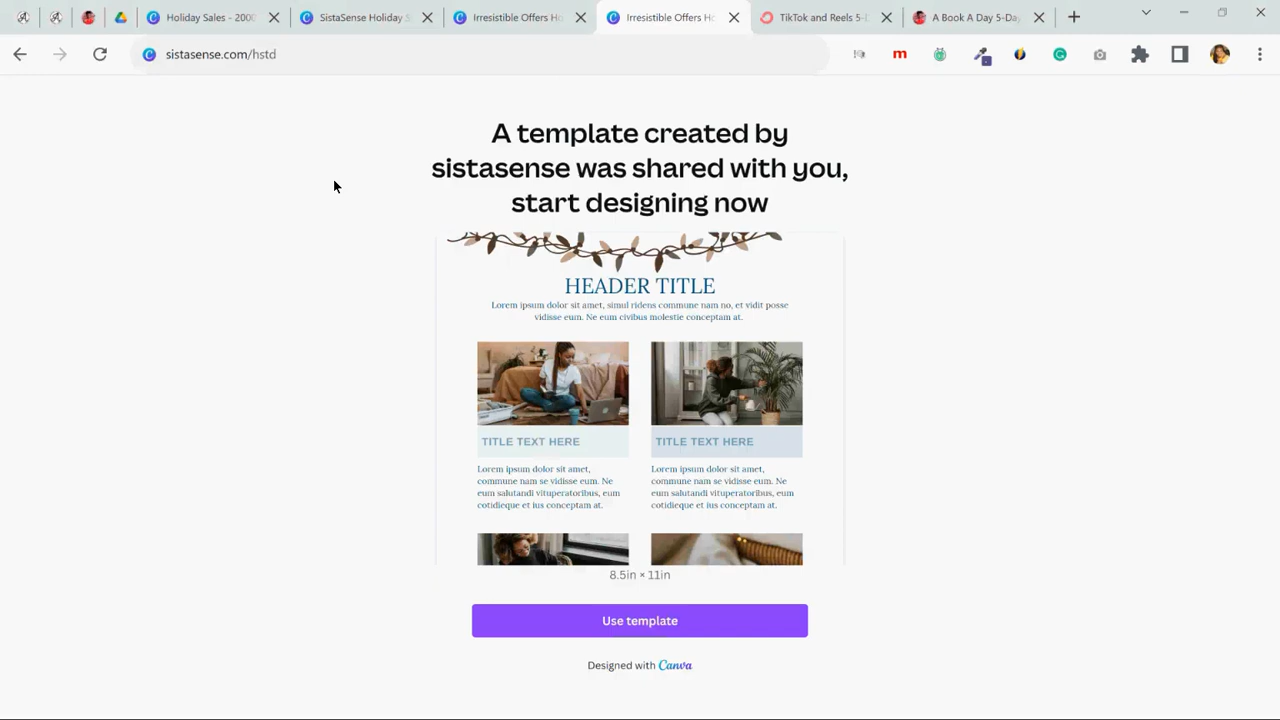 Holiday Sales - 2000
SistaSense Holiday S
Irresistible Offers Ho
Irresistible Offers Ho
TikTok and Reels 5-D
A Book A Day 5-Day
sistasense.com/hstd
A template created by
sistasense was shared with you,
start designing now
HEADER TITLE
Lorem ipsum dolor sit amet, simul ridens commune nam no, et vidit posse
vidisse eum. Ne eum civibus molestie conceptam at.
TITLE TEXT HERE
Lorem ipsum dolor sit amet,
commune nam se vidisse eum. Ne
eum salutandi vituperatoribus, eum
cotidieque et ius conceptam at.
TITLE TEXT HERE
Lorem ipsum dolor sit amet,
commune nam se vidisse eum. Ne
eum salutandi vituperatoribus, eum
cotidieque et ius conceptam at.
8.5in × 11in
Use template
Designed with Canva